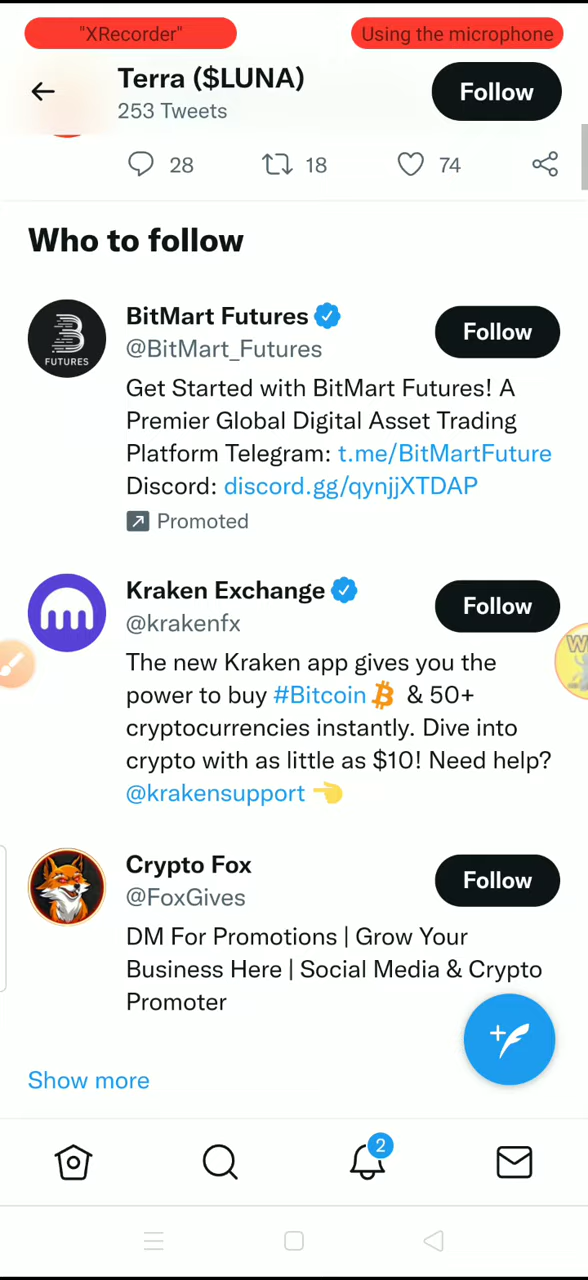 "XRecorder"
Using the microphone
Terra ($LUNA)
253 Tweets
Follow
28
18
74
Who to follow
BitMart Futures
@BitMart_Futures
Follow
FUTURES
Get Started with BitMart Futures! A
Premier Global Digital Asset Trading
Platform Telegram: t.me/BitMartFuture
Discord: discord.gg/qynjjXTDAP
Promoted
Kraken Exchange
@krakenfx
Follow
The new Kraken app gives you the
power to buy #Bitcoin & 50+
cryptocurrencies instantly. Dive into
crypto with as little as $10! Need help?
@krakensupport
Crypto Fox
@FoxGives
Follow
DM For Promotions | Grow Your
Business Here | Social Media & Crypto
Promoter
Show more
2